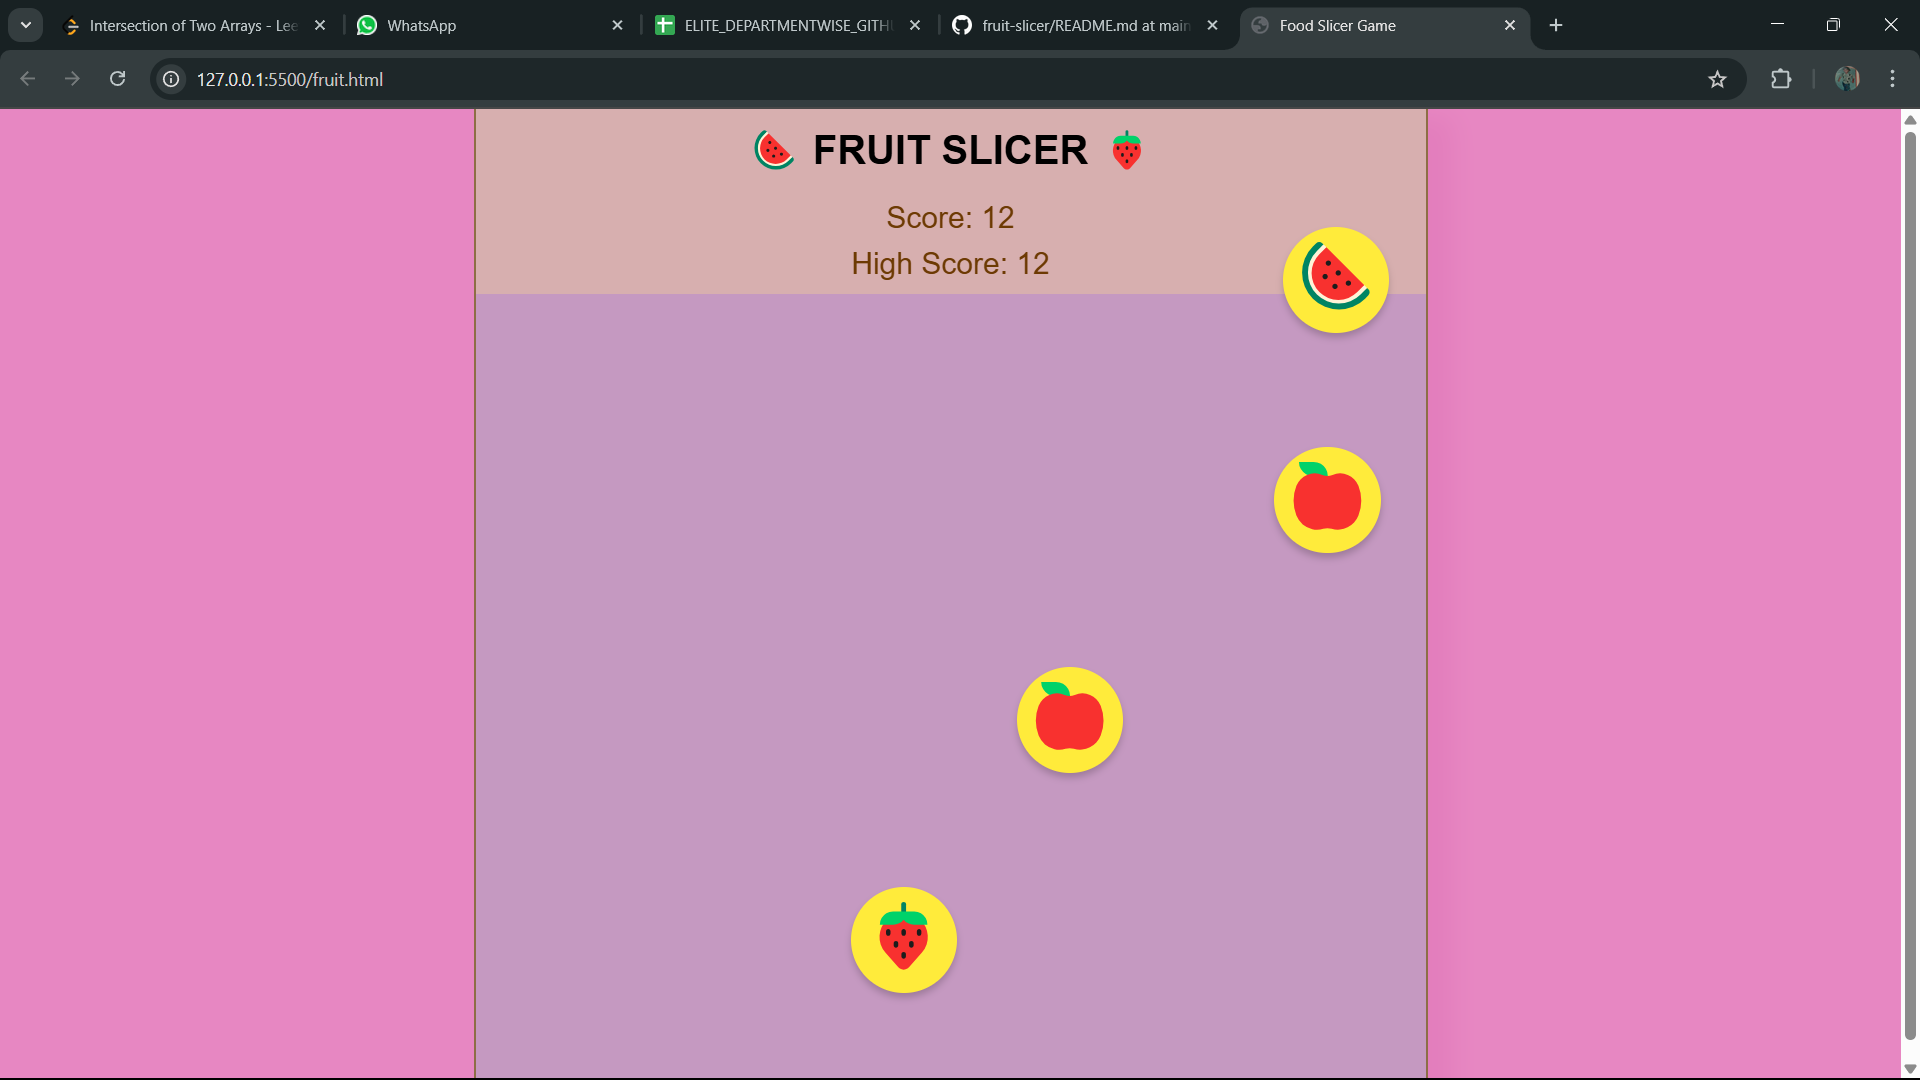 Intersection of Two Arrays - Lee
WhatsApp
ELITE_DEPARTMENTWISE_GITH
fruit-slicer/README.md at main
Food Slicer Game
127.0.0.1:5500/fruit.html
FRUIT SLICER
Score: 12
High Score: 12